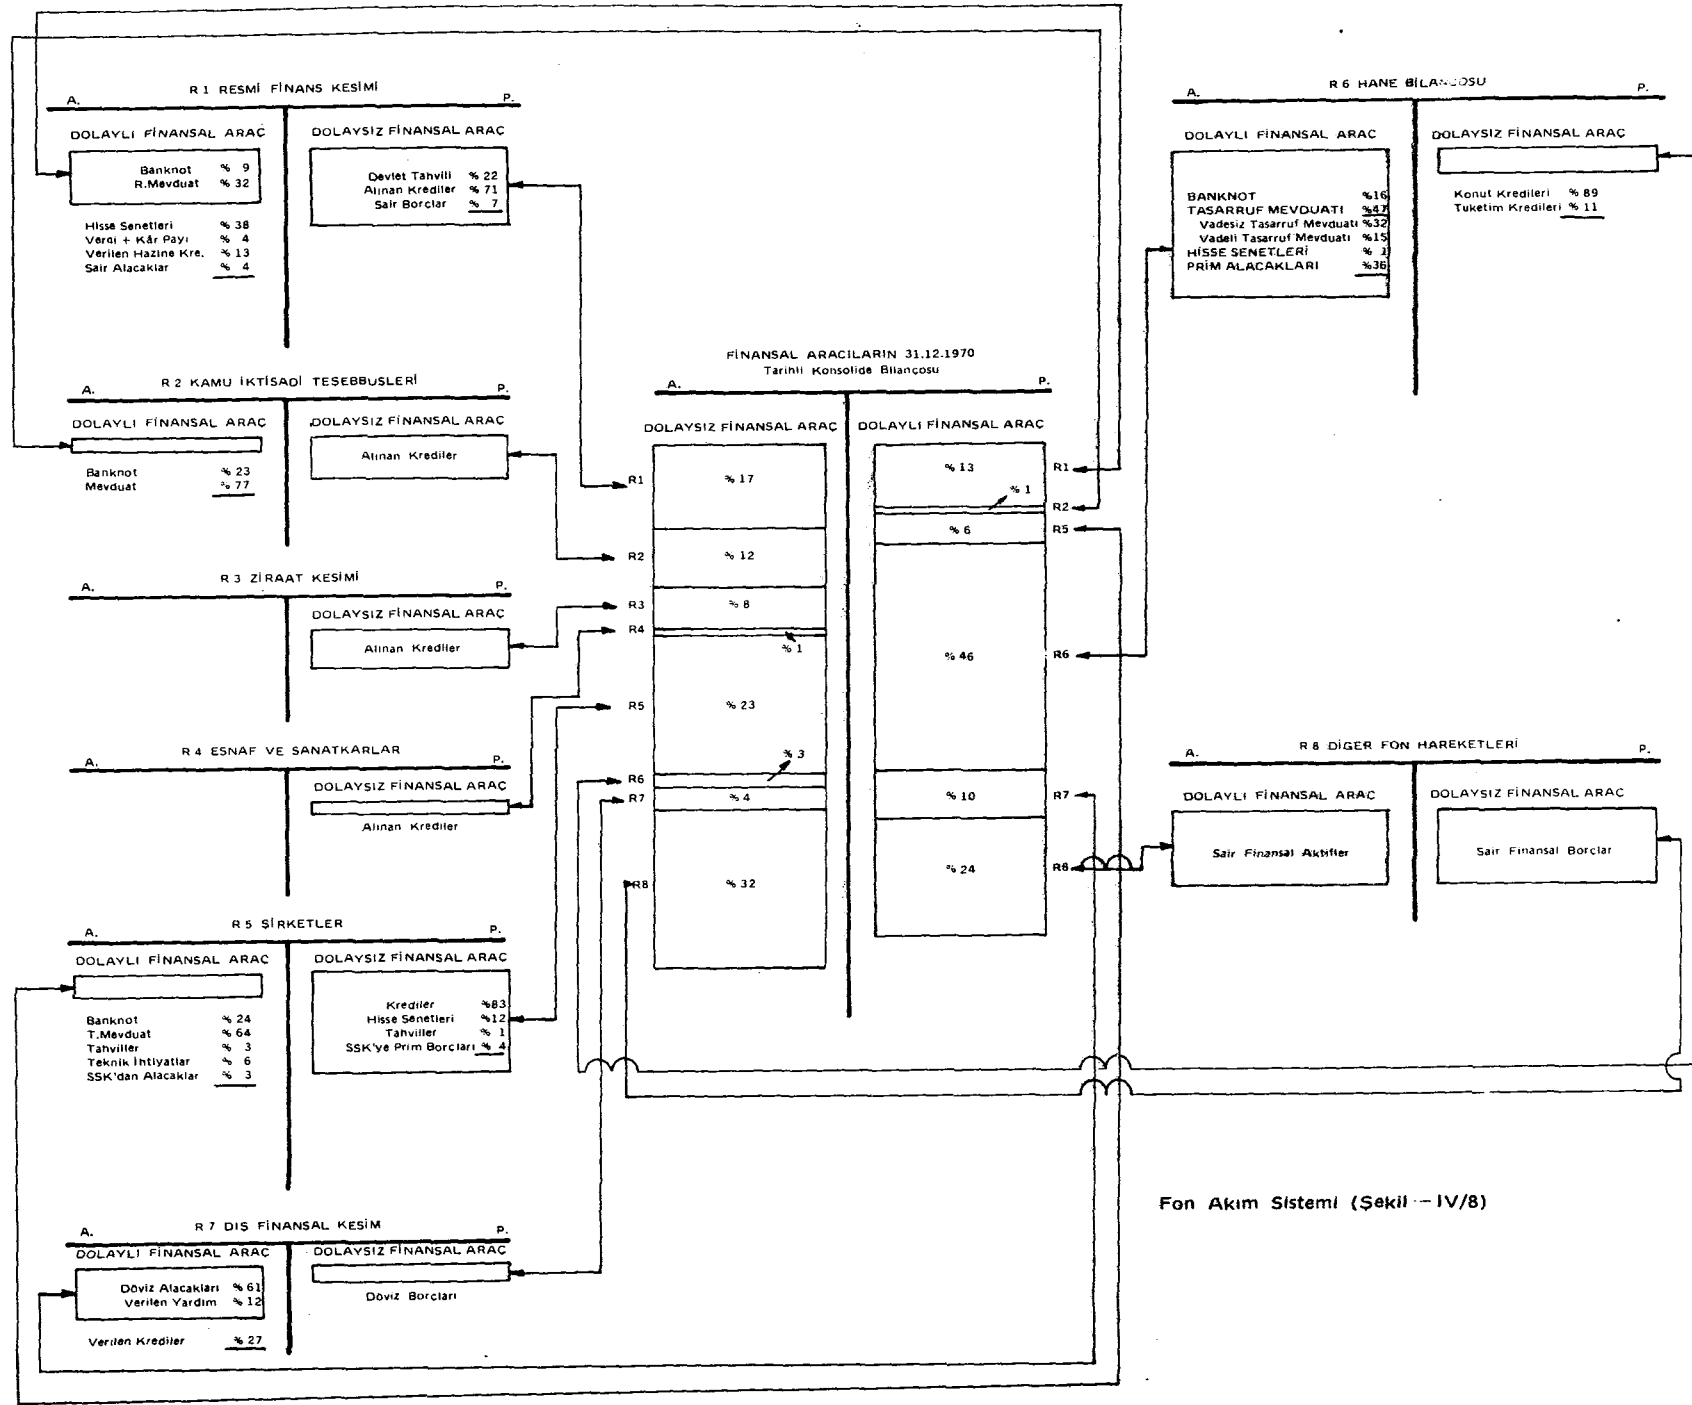 R 1 RESMİ FİNANS KESİMİ
A. P.
DOLAYLI FİNANSAL ARAÇ
Banknot % 9
R.Mevduat % 32
Hisse Senetleri % 38
Vergi + Kâr Payı % 4
Verilen Hazine Kre. % 13
Sair Alacaklar % 4
DOLAYSIZ FİNANSAL ARAÇ
Devlet Tahvili % 22
Alınan Krediler % 71
Sair Borçlar % 7
R 2 KAMU İKTİSADİ TEŞEBBUSLERİ
A. P.
DOLAYLI FİNANSAL ARAÇ
Banknot % 23
Mevduat % 77
DOLAYSIZ FİNANSAL ARAÇ
Alınan Krediler
R 3 ZİRAAT KESİMİ
A. P.
DOLAYSIZ FİNANSAL ARAÇ
Alınan Krediler
R 4 ESNAF VE SANATKARLAR
A. P.
DOLAYSIZ FİNANSAL ARAÇ
Alınan Krediler
R 5 ŞİRKETLER
A. P.
DOLAYLI FİNANSAL ARAÇ
Banknot % 24
T.Mevduat % 64
Tahviller % 3
Teknik İhtiyatlar % 6
SSK'dan Alacaklar % 3
DOLAYSIZ FİNANSAL ARAÇ
Krediler %83
Hisse Senetleri %12
Tahviller % 1
SSK'ye Prim Borçları % 4
R 7 DIŞ FİNANSAL KESİM
A. P.
DOLAYLI FİNANSAL ARAÇ
Döviz Alacakları % 61
Verilen Yardım % 12
Verilen Krediler % 27
DOLAYSIZ FİNANSAL ARAÇ
Döviz Borçları
FİNANSAL ARACILARIN 31.12.1970
Tarihli Konsolide Bilançosu
A. P.
DOLAYSIZ FİNANSAL ARAÇ
R1 % 17
R2 % 12
R3 % 8
R4 % 1
R5 % 23
R6 % 3
R7 % 4
R8 % 32
DOLAYLI FİNANSAL ARAÇ
% 13 R1
% 1 R2
% 6 R5
% 46 R6
% 10 R7
% 24 R8
R 6 HANE BİLANÇOSU
A. P.
DOLAYLI FİNANSAL ARAÇ
BANKNOT %16
TASARRUF MEVDUATI %47
Vadesiz Tasarruf Mevduatı %32
Vadeli Tasarruf Mevduatı %15
HİSSE SENETLERİ % 1
PRİM ALACAKLARI %36
DOLAYSIZ FİNANSAL ARAÇ
Konut Kredileri % 89
Tuketim Kredileri % 11
R 8 DİGER FON HAREKETLERİ
A. P.
DOLAYLI FİNANSAL ARAÇ
Sair Finansal Aktifler
DOLAYSIZ FİNANSAL ARAÇ
Sair Finansal Borçlar
Fon Akım Sistemi (Şekil - IV/8)